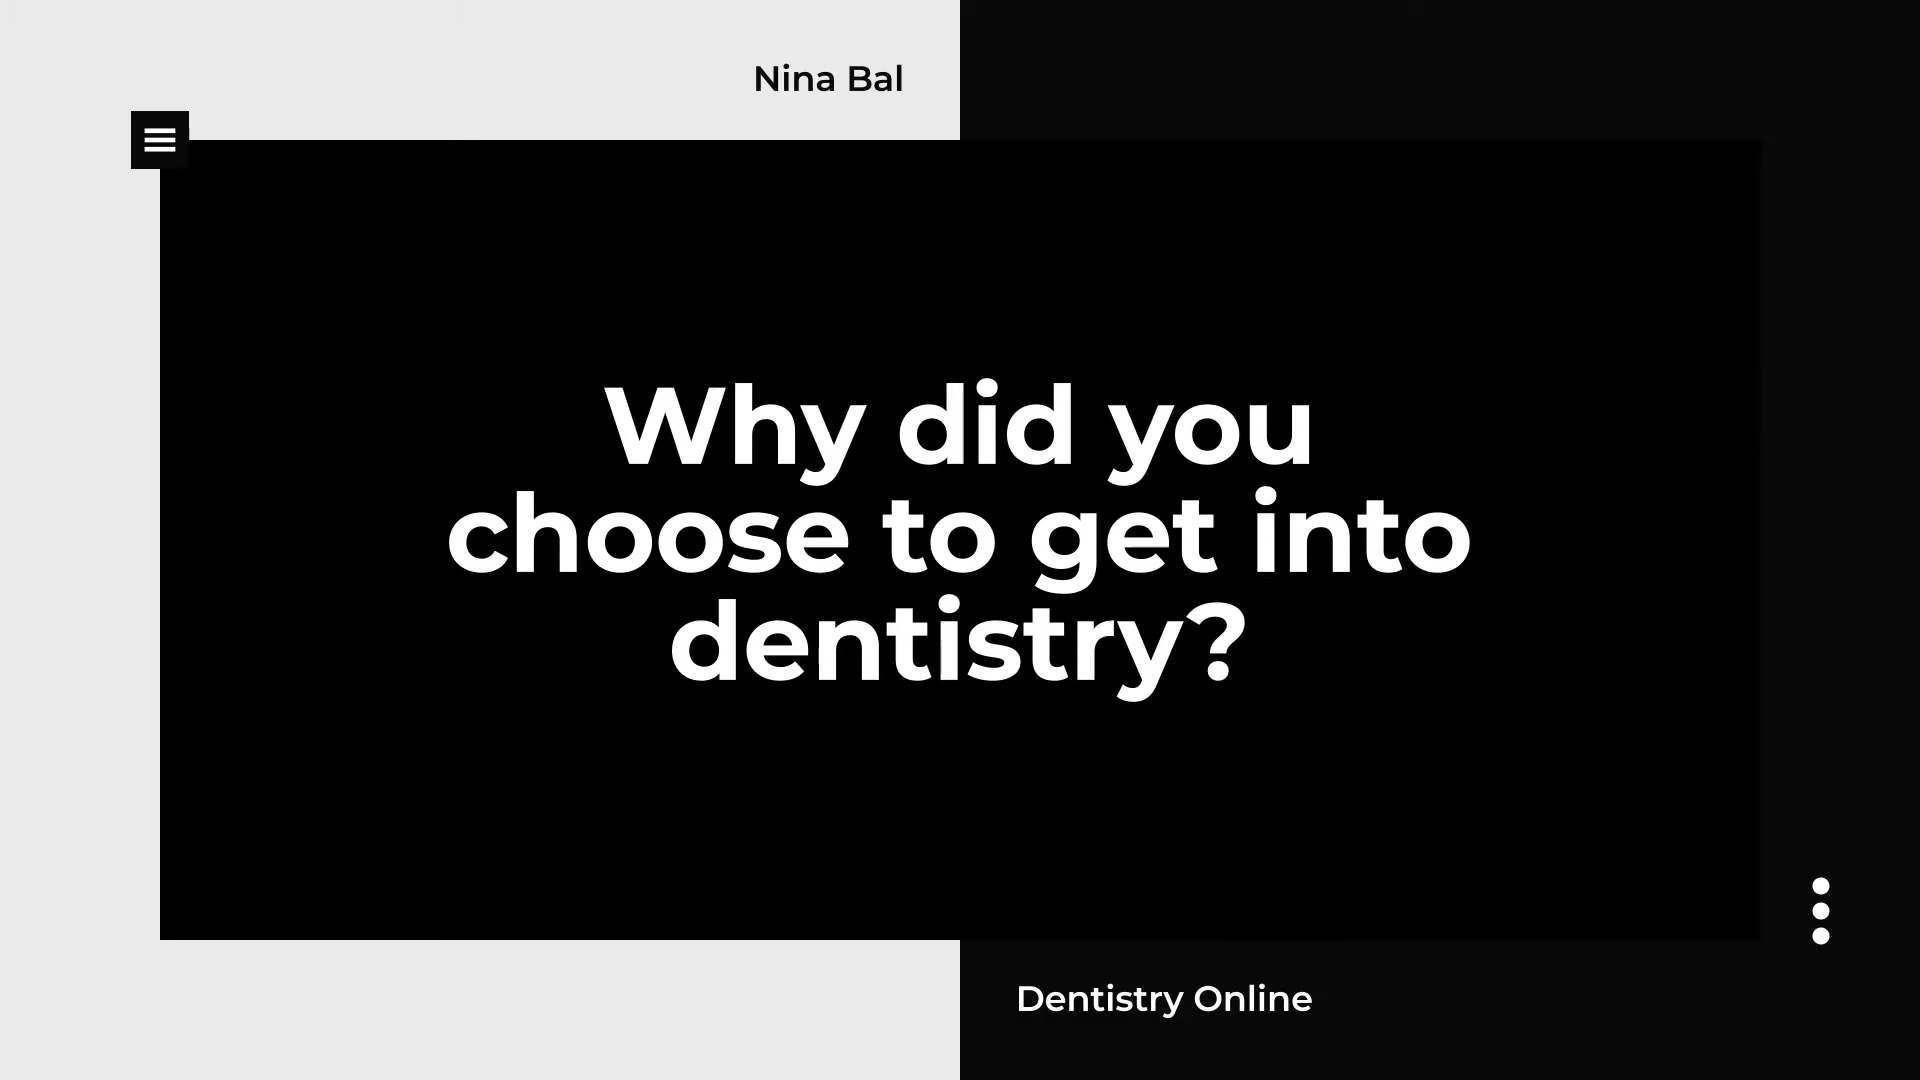 Nina Bal
Why did you
choose to get into
dentistry?
Dentistry Online